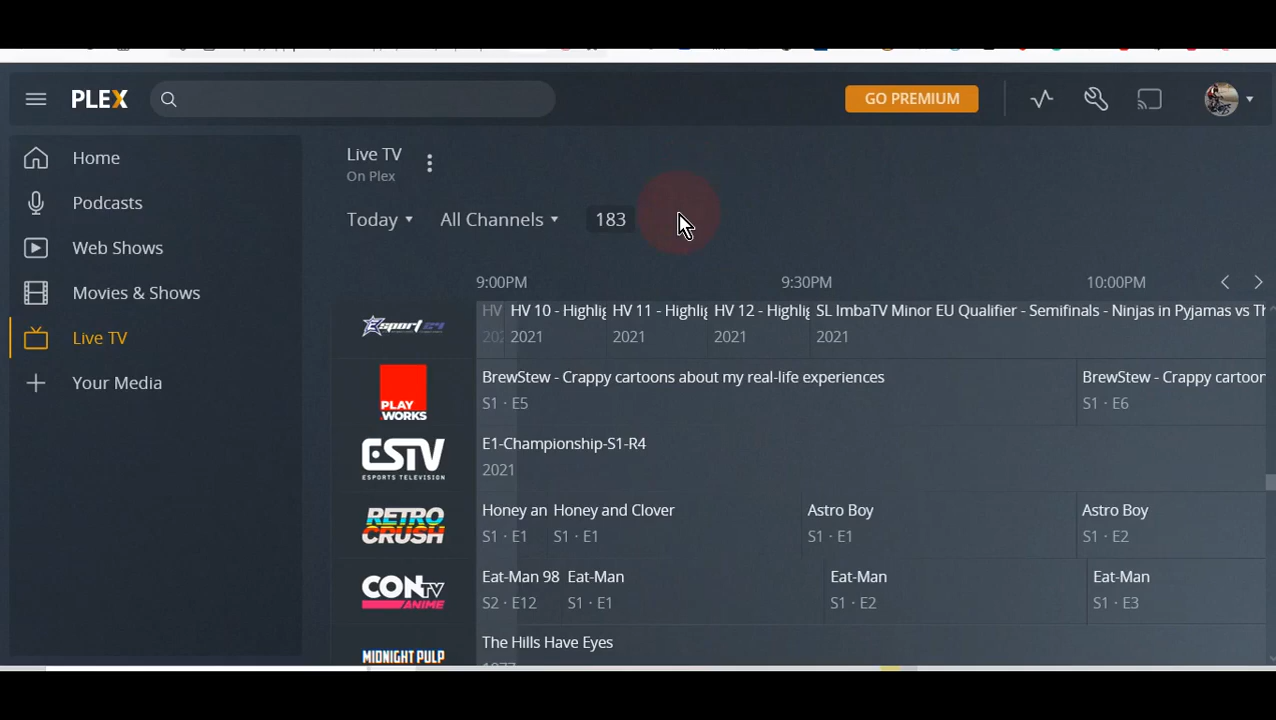 PLEX
GO PREMIUM
Home
Podcasts
Web Shows
Movies & Shows
Live TV
Your Media
Live TV
On Plex
Today All Channels 183
9:00PM 9:30PM 10:00PM
HV HV 10 - Highlig HV 11 - Highlig HV 12 - Highlig SL ImbaTV Minor EU Qualifier - Semifinals - Ninjas in Pyjamas vs Th
202 2021 2021 2021 2021
PLAY
WORKS
BrewStew - Crappy cartoons about my real-life experiences BrewStew - Crappy cartoon
S1 · E5 S1 · E6
ESTV
ESPORTS TELEVISION
E1-Championship-S1-R4
2021
RETRO
CRUSH
Honey an Honey and Clover Astro Boy Astro Boy
S1 · E1 S1 · E1 S1 · E1 S1 · E2
CONTV
ANIME
Eat-Man 98 Eat-Man Eat-Man Eat-Man
S2 · E12 S1 · E1 S1 · E2 S1 · E3
MIDNIGHT PULP
The Hills Have Eyes
1977